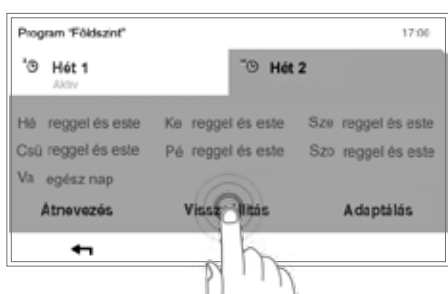 Program "Földszint" 17:06
Hét 1 Hét 2
Aktív
Hé reggel és este Ke reggel és este Sze reggel és este
Csü reggel és este Pé reggel és este Szo reggel és este
Va egész nap
Átnevezés Visszaállítás Adaptálás